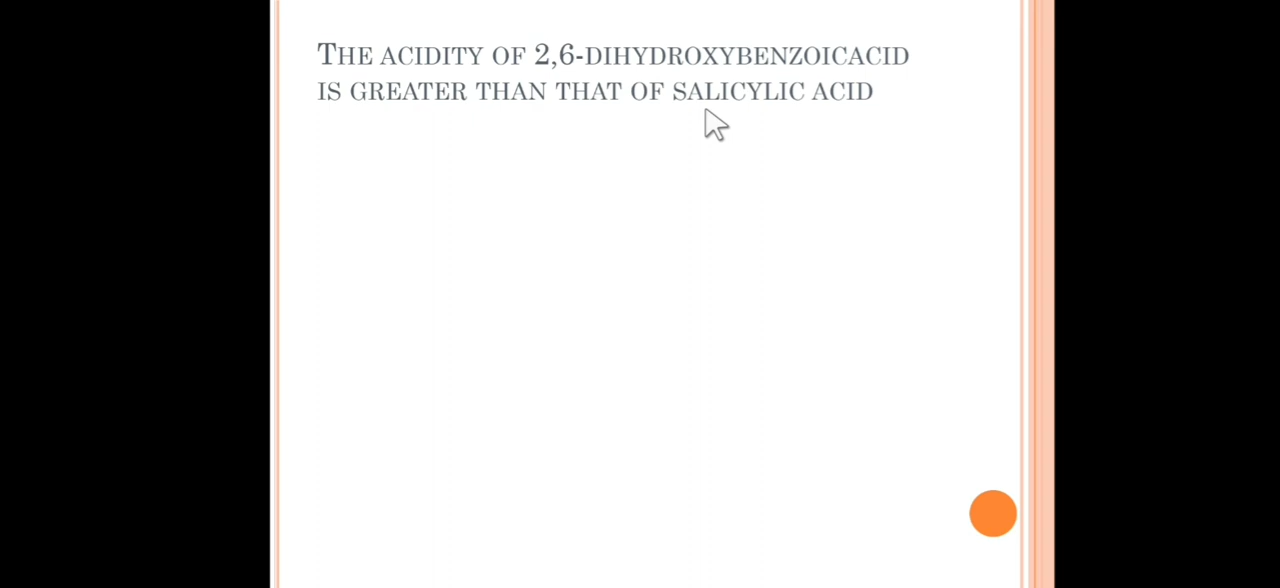 The acidity of 2,6-dihydroxybenzoicacid
is greater than that of salicylic acid